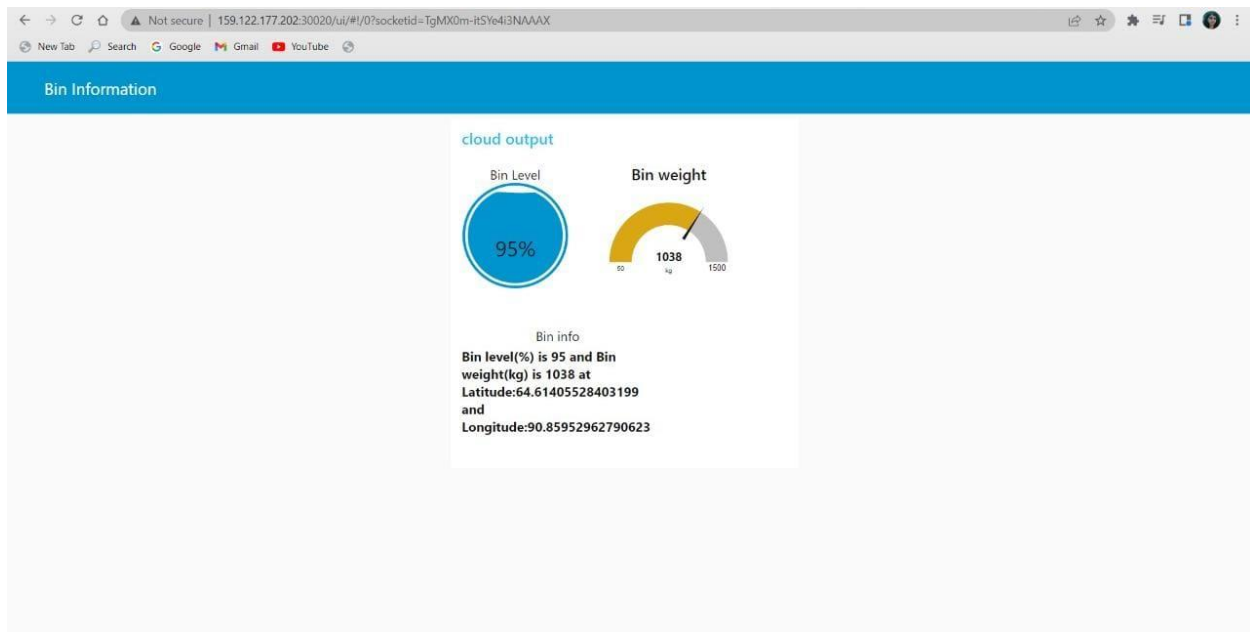 Not secure | 159.122.177.202:30020/ui/#!/0?socketid=TgMX0m-itSYe4i3NAAAX
New Tab Search Google Gmail YouTube
Bin Information
cloud output
Bin Level
Bin weight
95%
1038
50 kg 1500
Bin info
Bin level(%) is 95 and Bin
weight(kg) is 1038 at
Latitude:64.61405528403199
and
Longitude:90.85952962790623